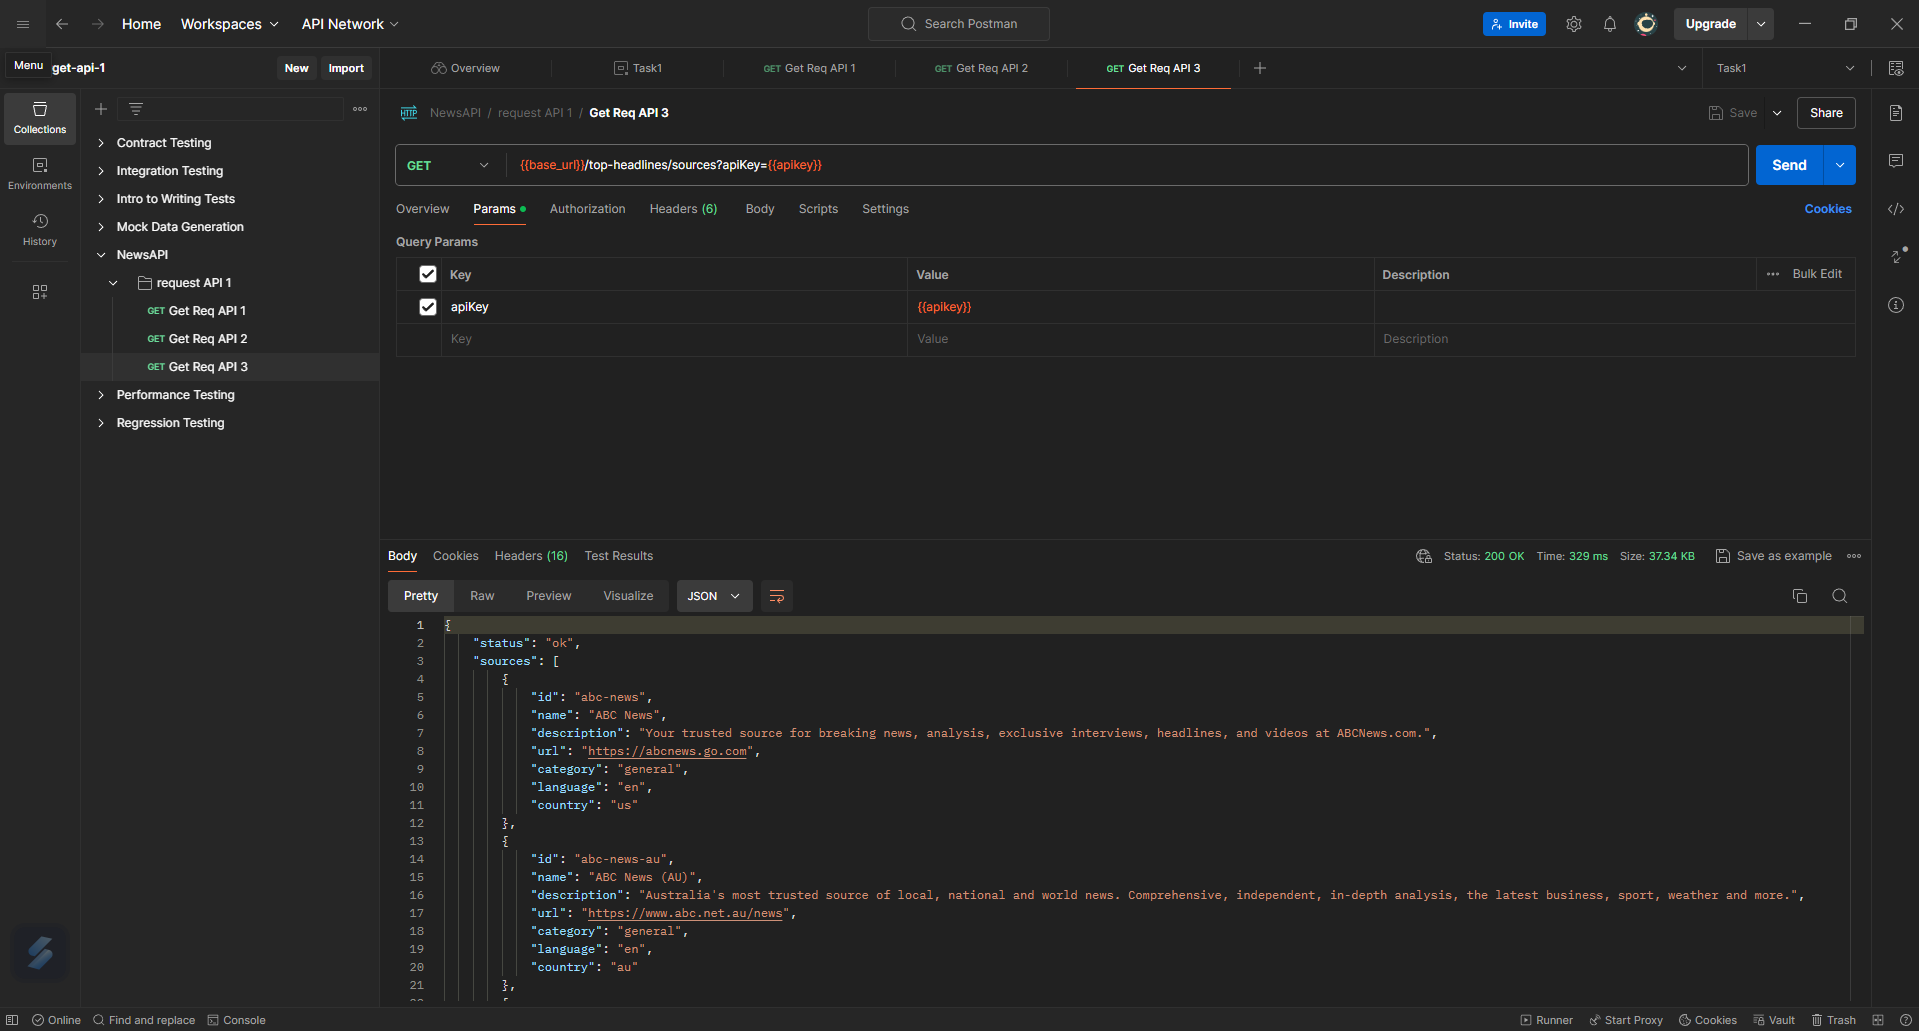 Home Workspaces API Network Search Postman Invite Upgrade
Menu get-api-1 New Import Overview Task1 GET Get Req API 1 GET Get Req API 2 GET Get Req API 3 Task1
Collections
Environments
History
Contract Testing
Integration Testing
Intro to Writing Tests
Mock Data Generation
NewsAPI
request API 1
GET Get Req API 1
GET Get Req API 2
GET Get Req API 3
Performance Testing
Regression Testing
HTTP NewsAPI / request API 1 / Get Req API 3 Save Share
GET {{base_url}}/top-headlines/sources?apiKey={{apikey}} Send
Overview Params Authorization Headers (6) Body Scripts Settings Cookies
Query Params
Key Value Description Bulk Edit
apiKey {{apikey}}
Key Value Description
Body Cookies Headers (16) Test Results Status: 200 OK Time: 329 ms Size: 37.34 KB Save as example
Pretty Raw Preview Visualize JSON
1 {
2 "status": "ok",
3 "sources": [
4 {
5 "id": "abc-news",
6 "name": "ABC News",
7 "description": "Your trusted source for breaking news, analysis, exclusive interviews, headlines, and videos at ABCNews.com.",
8 "url": "https://abcnews.go.com",
9 "category": "general",
10 "language": "en",
11 "country": "us"
12 },
13 {
14 "id": "abc-news-au",
15 "name": "ABC News (AU)",
16 "description": "Australia's most trusted source of local, national and world news. Comprehensive, independent, in-depth analysis, the latest business, sport, weather and more.",
17 "url": "https://www.abc.net.au/news",
18 "category": "general",
19 "language": "en",
20 "country": "au"
21 },
Online Find and replace Console Runner Start Proxy Cookies Vault Trash